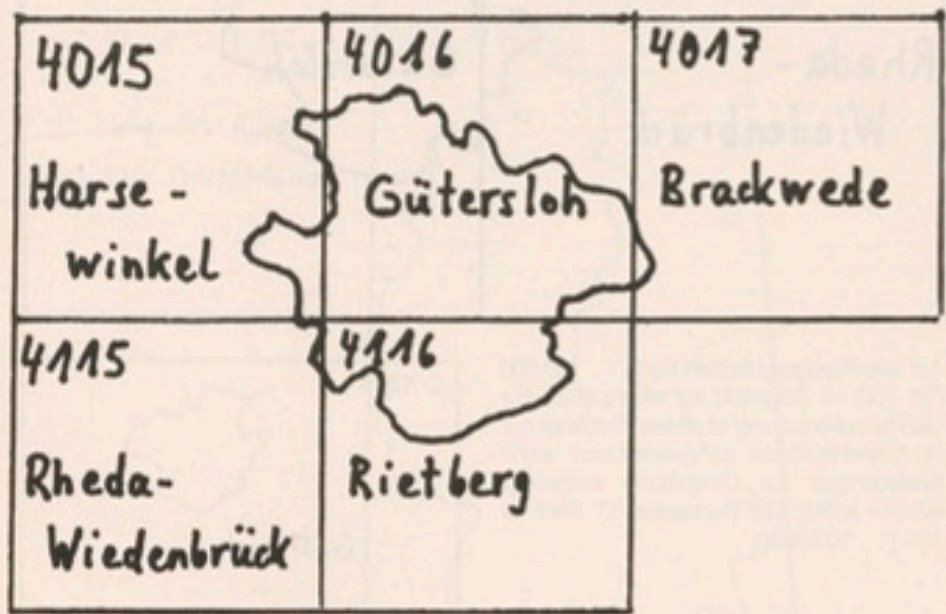 4015
Harse-
winkel
4016
Gütersloh
4017
Brackwede
4115
Rheda-
Wiedenbrück
4116
Rietberg